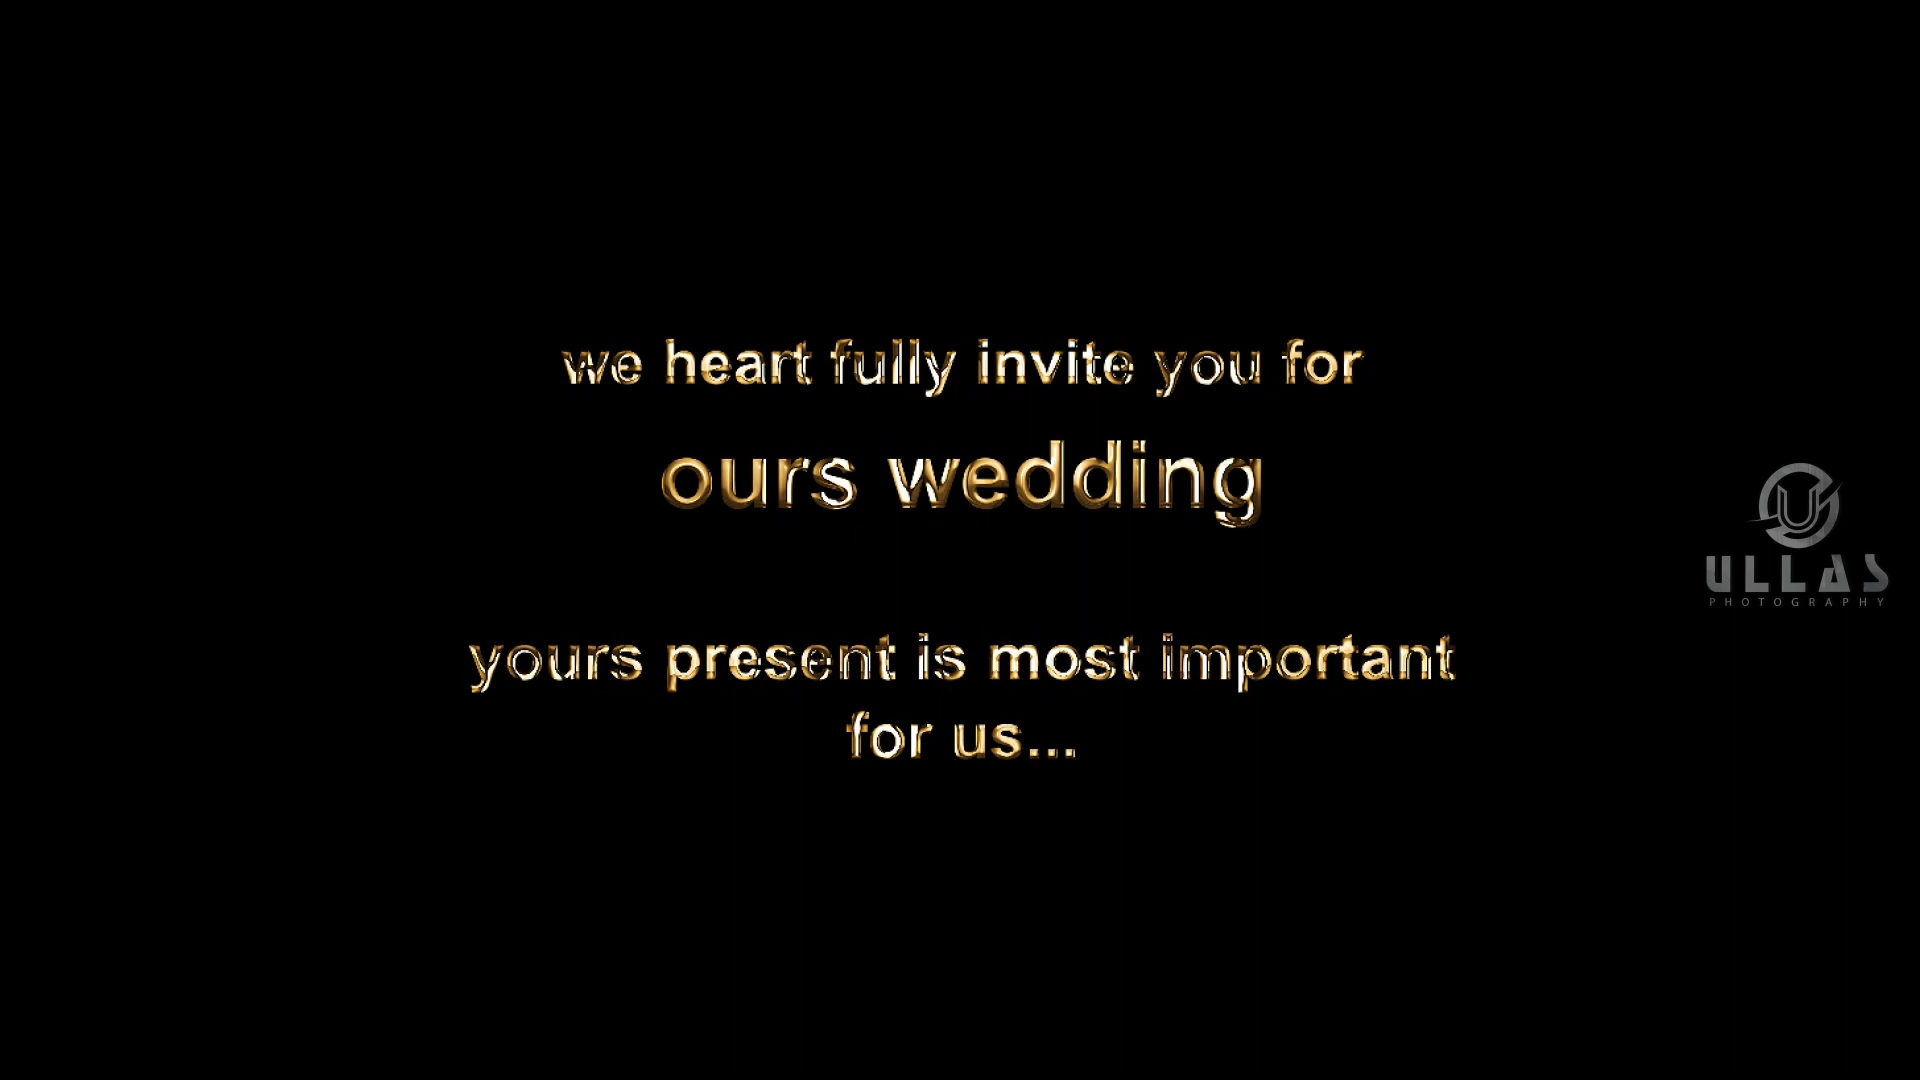 we heart fully invite you for
ours wedding
yours present is most important
for us...
ULLAS
PHOTOGRAPHY